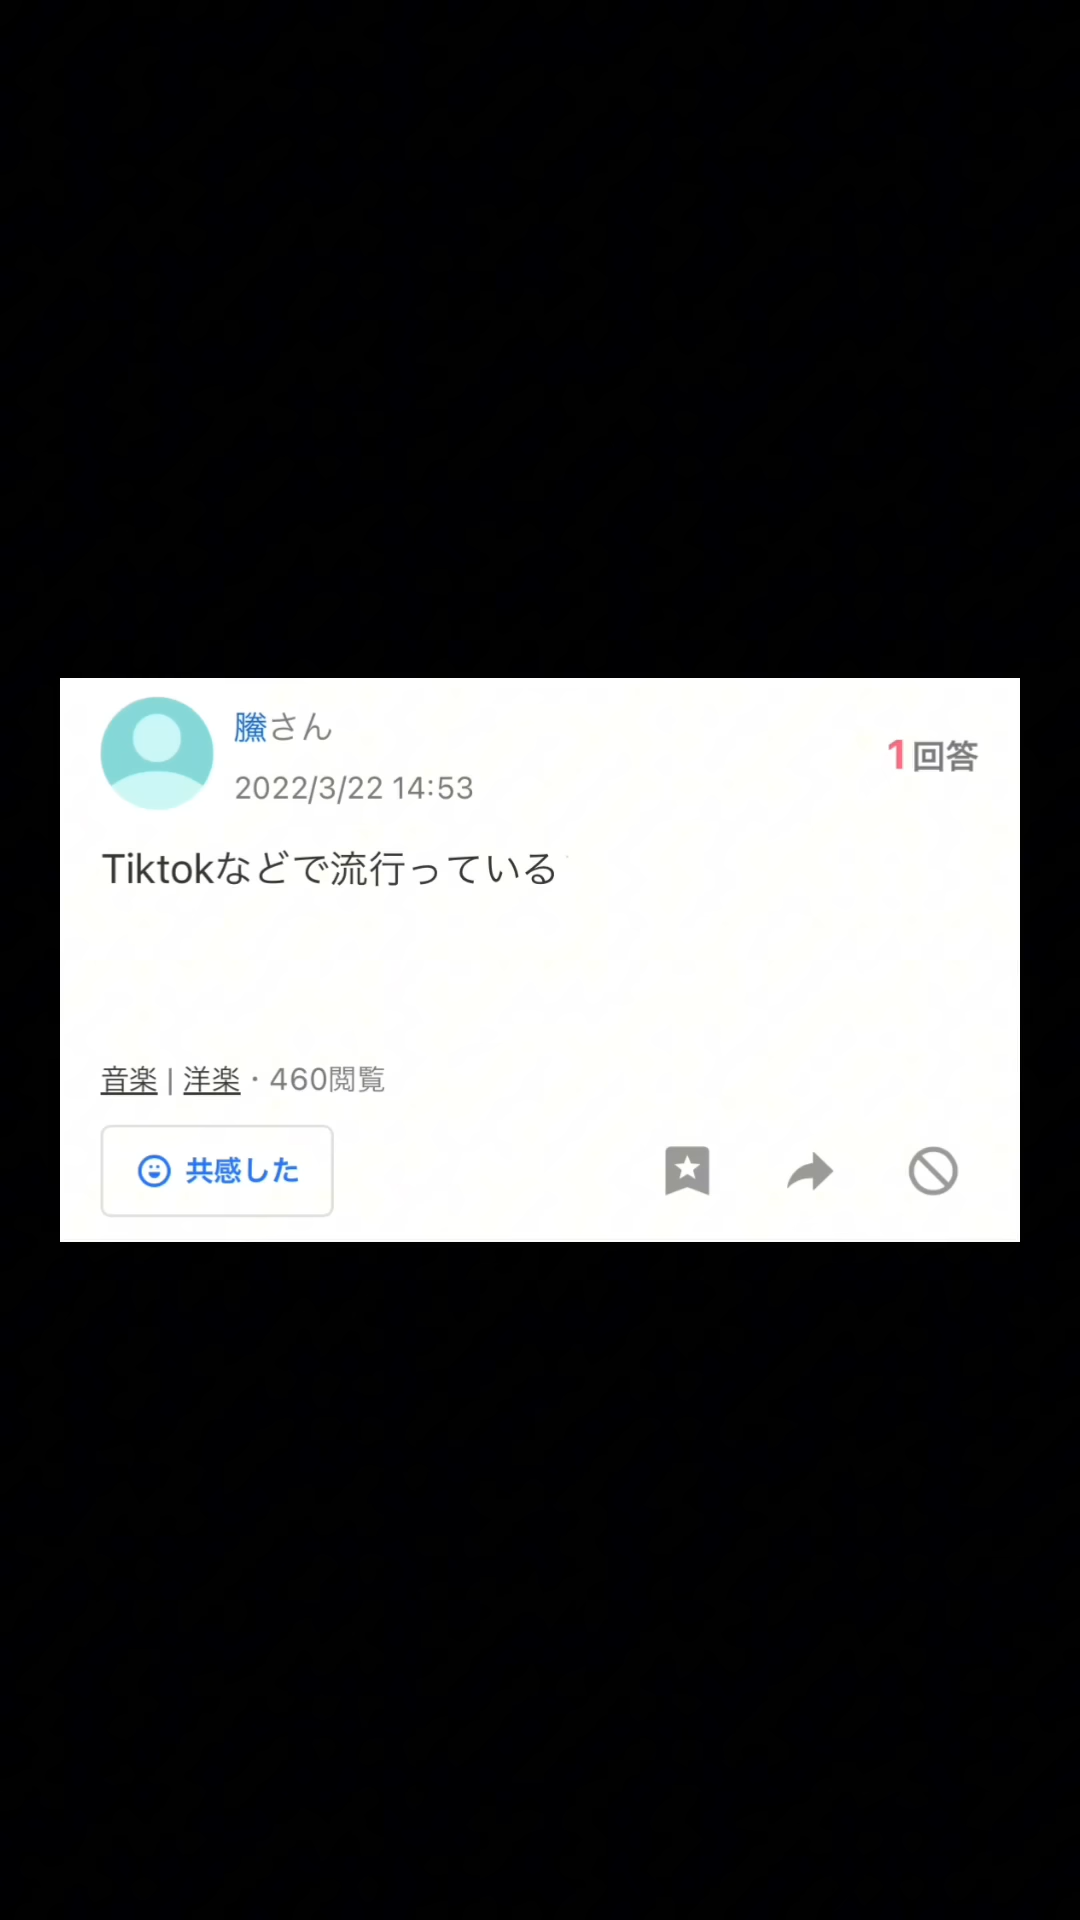 騰さん
2022/3/22 14:53
1回答
Tiktokなどで流行っている
音楽 | 洋楽・460閲覧
共感した